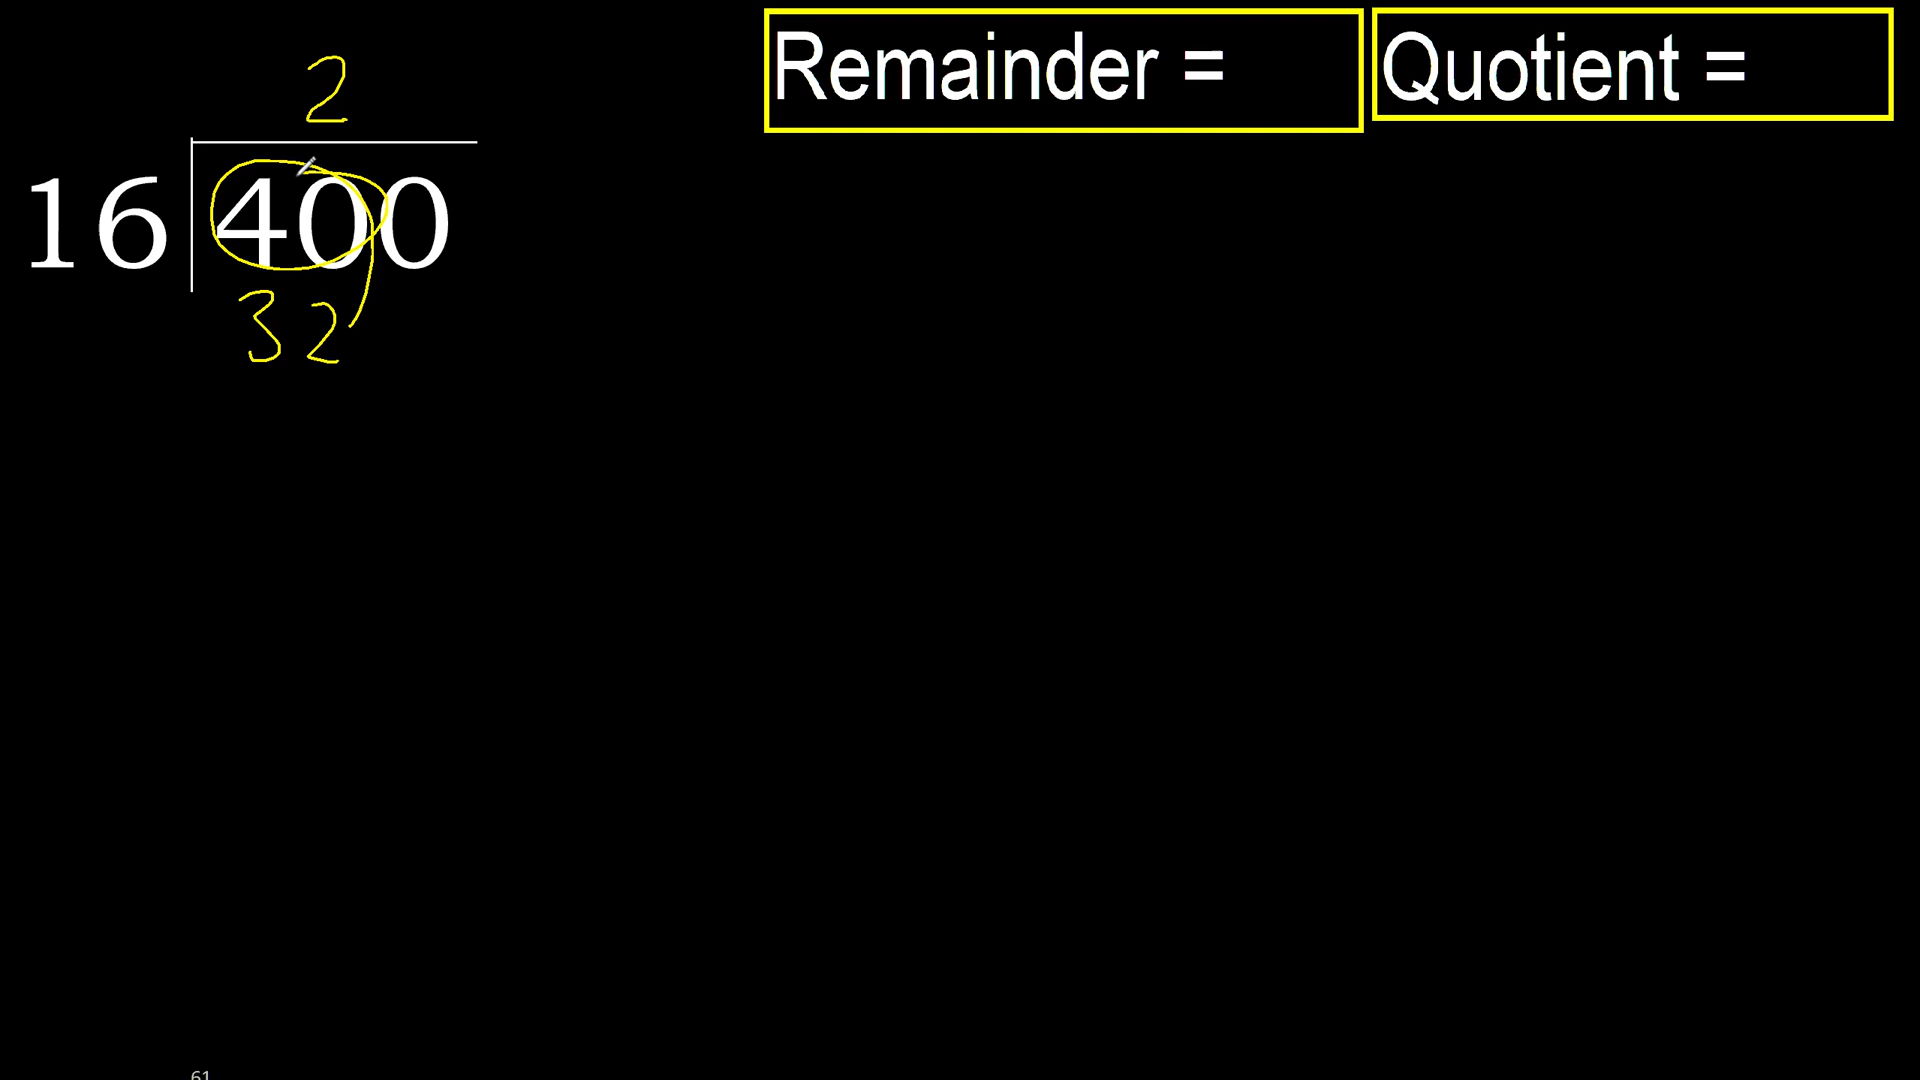 Remainder =
Quotient =
2
16 400
32
61